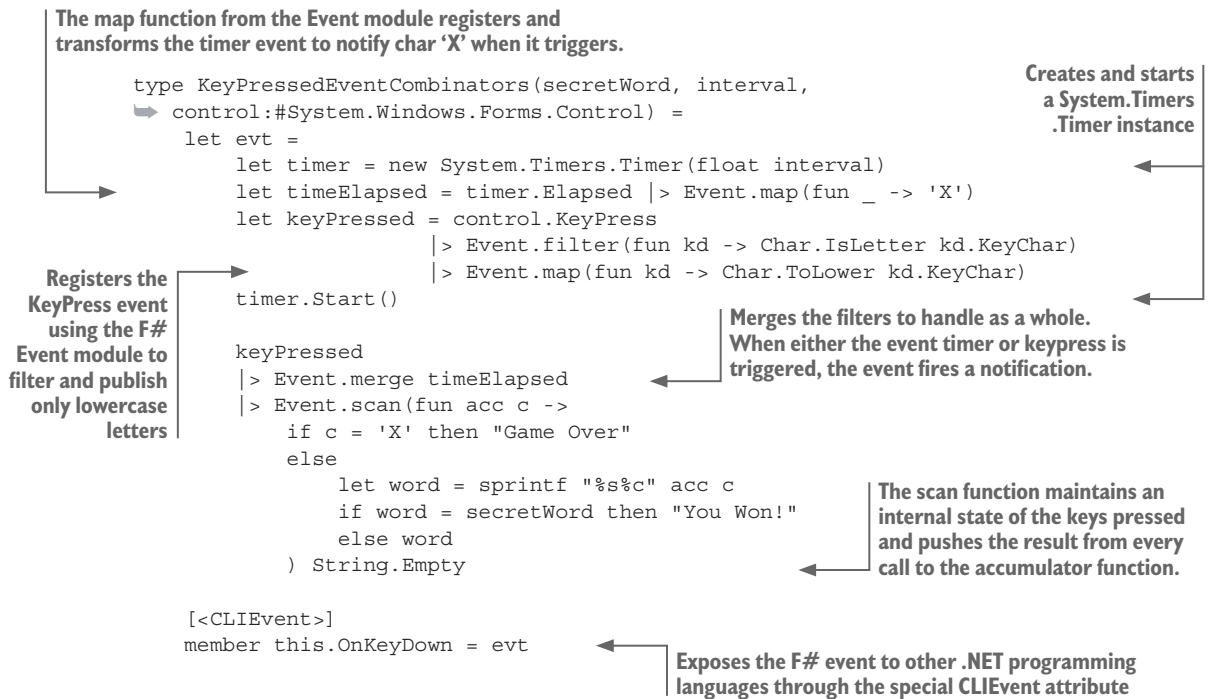 The map function from the Event module registers and
transforms the timer event to notify char ‘X’ when it triggers.
type KeyPressedEventCombinators(secretWord, interval,
➥ control:#System.Windows.Forms.Control) =
let evt =
let timer = new System.Timers.Timer(float interval)
let timeElapsed = timer.Elapsed |> Event.map(fun _ -> 'X')
let keyPressed = control.KeyPress
|> Event.filter(fun kd -> Char.IsLetter kd.KeyChar)
|> Event.map(fun kd -> Char.ToLower kd.KeyChar)
timer.Start()
Creates and starts
a System.Timers
.Timer instance
Registers the
KeyPress event
using the F#
Event module to
filter and publish
only lowercase
letters
keyPressed
|> Event.merge timeElapsed
|> Event.scan(fun acc c ->
if c = 'X' then "Game Over"
else
let word = sprintf "%s%c" acc c
if word = secretWord then "You Won!"
else word
) String.Empty
Merges the filters to handle as a whole.
When either the event timer or keypress is
triggered, the event fires a notification.
The scan function maintains an
internal state of the keys pressed
and pushes the result from every
call to the accumulator function.
[<CLIEvent>]
member this.OnKeyDown = evt
Exposes the F# event to other .NET programming
languages through the special CLIEvent attribute